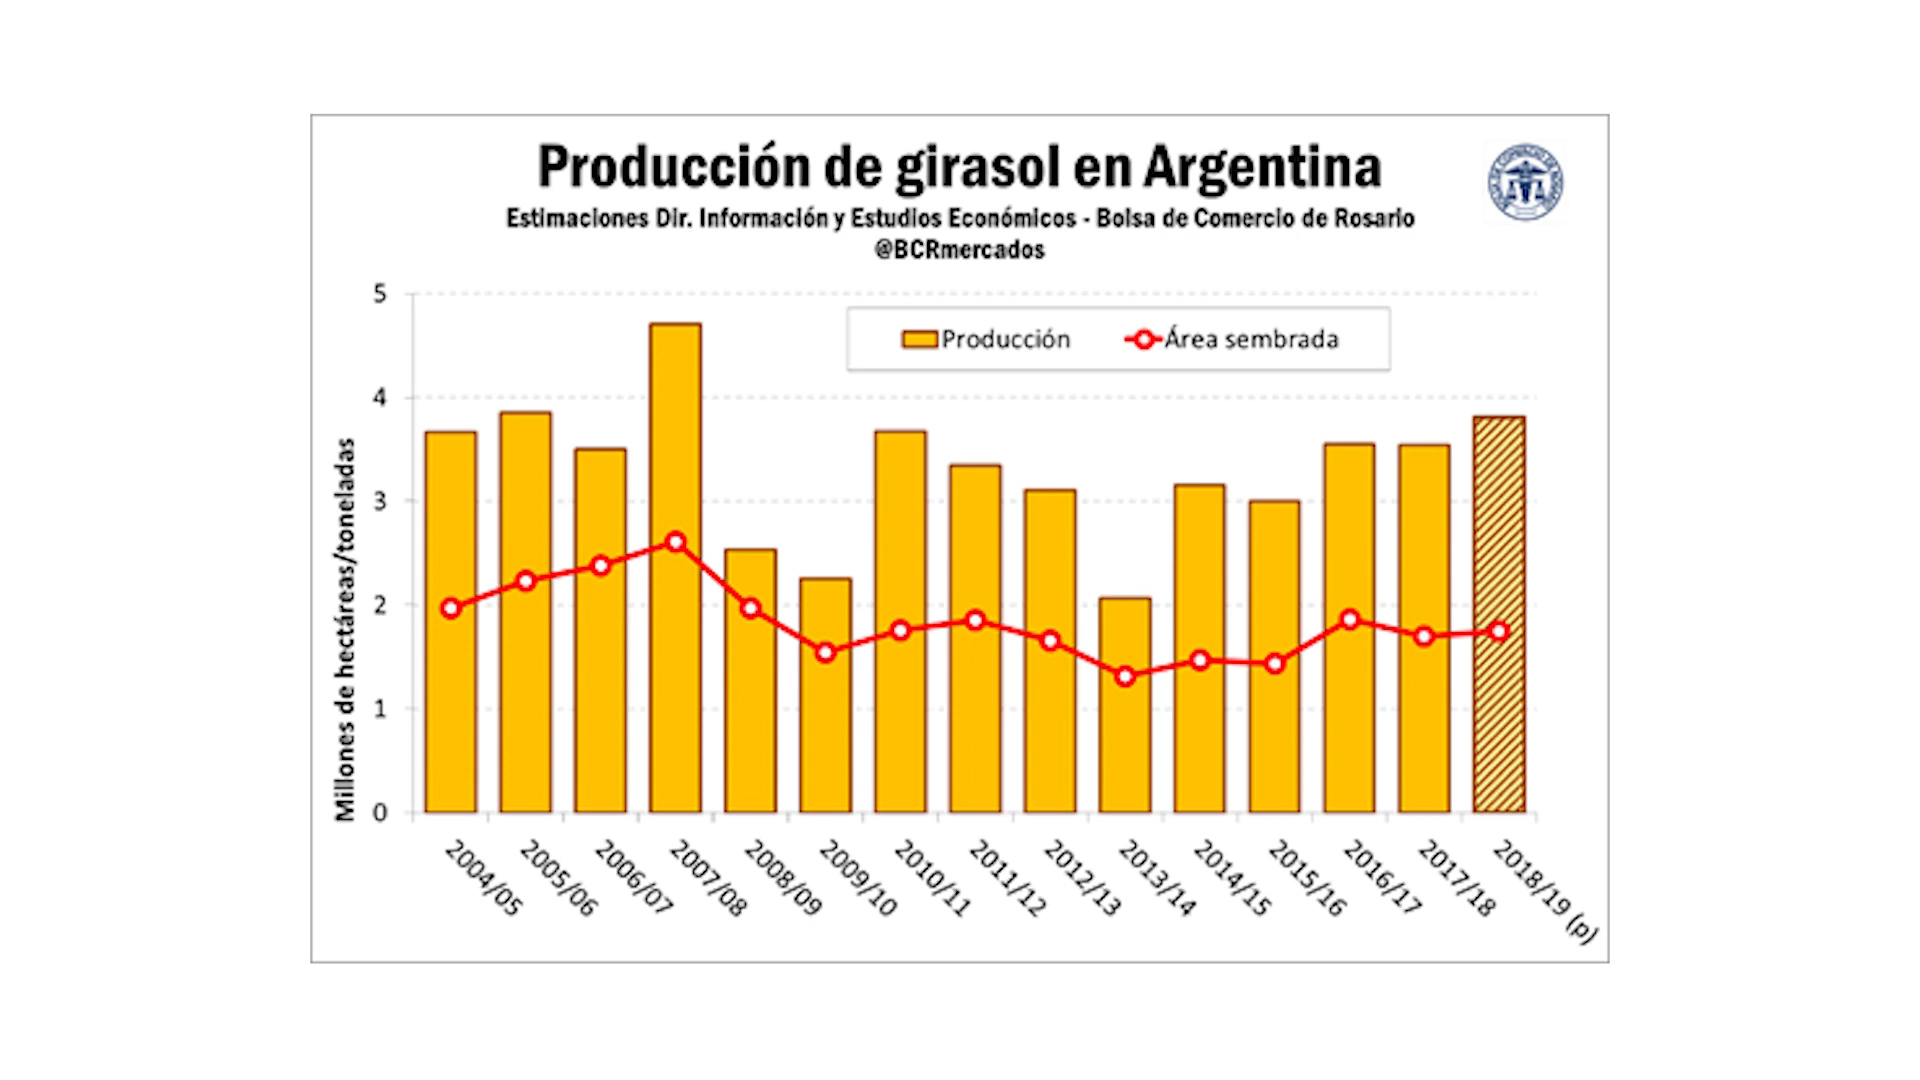 Producción de girasol en Argentina
Estimaciones Dir. Información y Estudios Económicos - Bolsa de Comercio de Rosario
@BCRmercados
Producción
Área sembrada
Millones de hectáreas/toneladas
5
4
3
2
1
0
2004/05
2005/06
2006/07
2007/08
2008/09
2009/10
2010/11
2011/12
2012/13
2013/14
2014/15
2015/16
2016/17
2017/18
2018/19 (p)